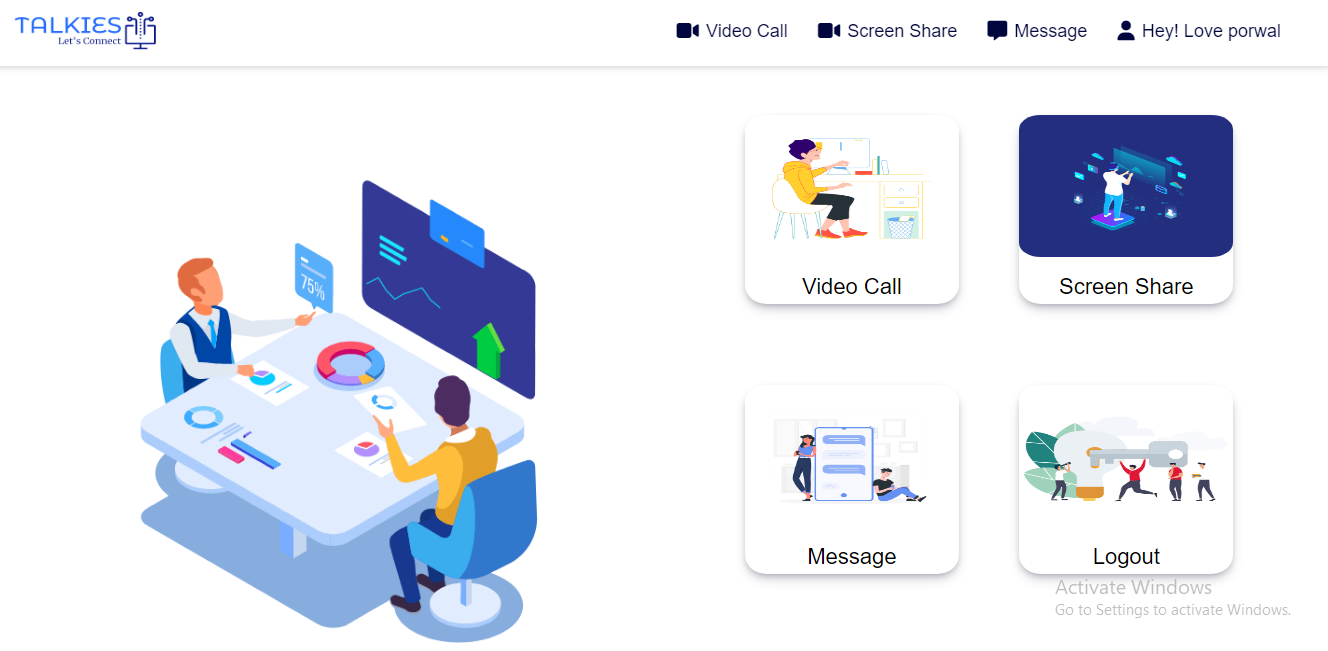 TALKIES
Let's Connect
Video Call
Screen Share
Message
Hey! Love porwal
75%
Video Call
Screen Share
Message
Logout
Activate Windows
Go to Settings to activate Windows.